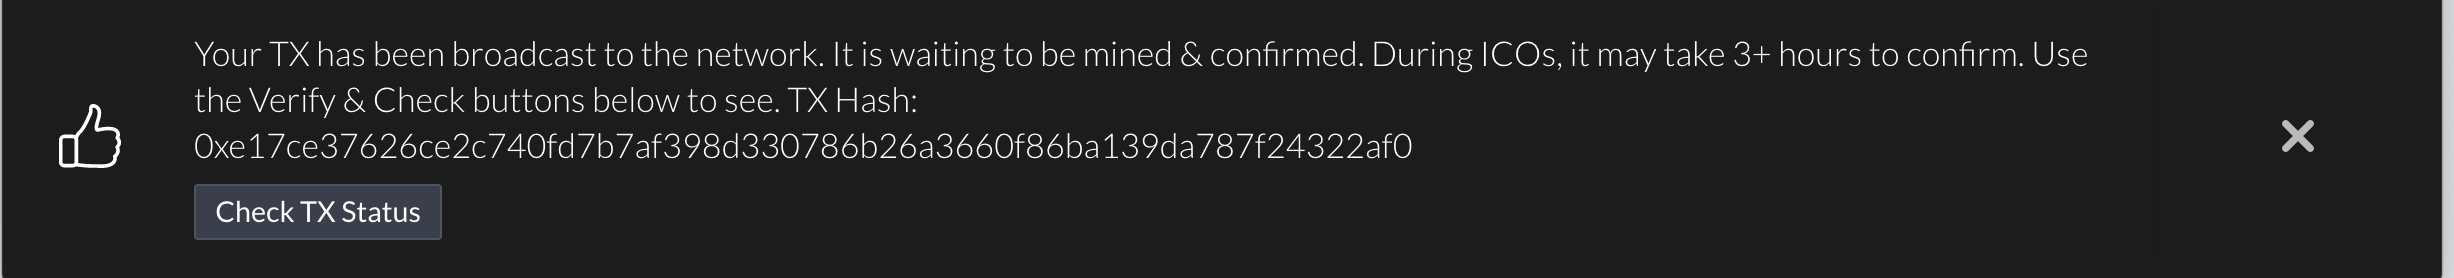 Your TX has been broadcast to the network. It is waiting to be mined & confirmed. During ICOs, it may take 3+ hours to confirm. Use
the Verify & Check buttons below to see. TX Hash:
0xe17ce37626ce2c740fd7b7af398d330786b26a3660f86ba139da787f24322af0
Check TX Status